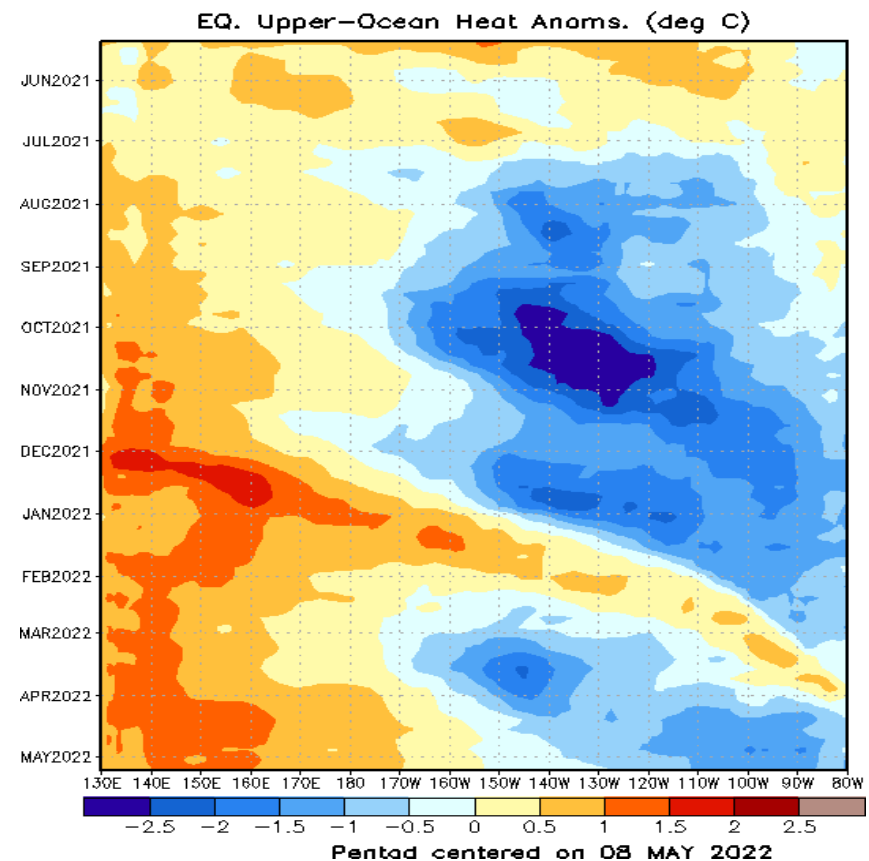 EQ. Upper-Ocean Heat Anoms. (deg C)
JUN2021
JUL2021
AUG2021
SEP2021
OCT2021
NOV2021
DEC2021
JAN2022
FEB2022
MAR2022
APR2022
MAY2022
130E 140E 150E 160E 170E 180 170W 160W 150W 140W 130W 120W 110W 100W 90W 80W
-2.5 -2 -1.5 -1 -0.5 0 0.5 1 1.5 2 2.5
Pentad centered on 08 MAY 2022